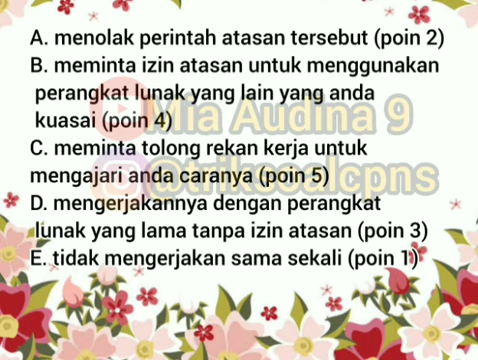 A. menolak perintah atasan tersebut (poin 2)
B. meminta izin atasan untuk menggunakan
perangkat lunak yang lain yang anda
kuasai (poin 4)
Mia Audina 9
C. meminta tolong rekan kerja untuk
mengajari anda caranya (poin 5)
@triksoalcpns
D. mengerjakannya dengan perangkat
lunak yang lama tanpa izin atasan (poin 3)
E. tidak mengerjakan sama sekali (poin 1)